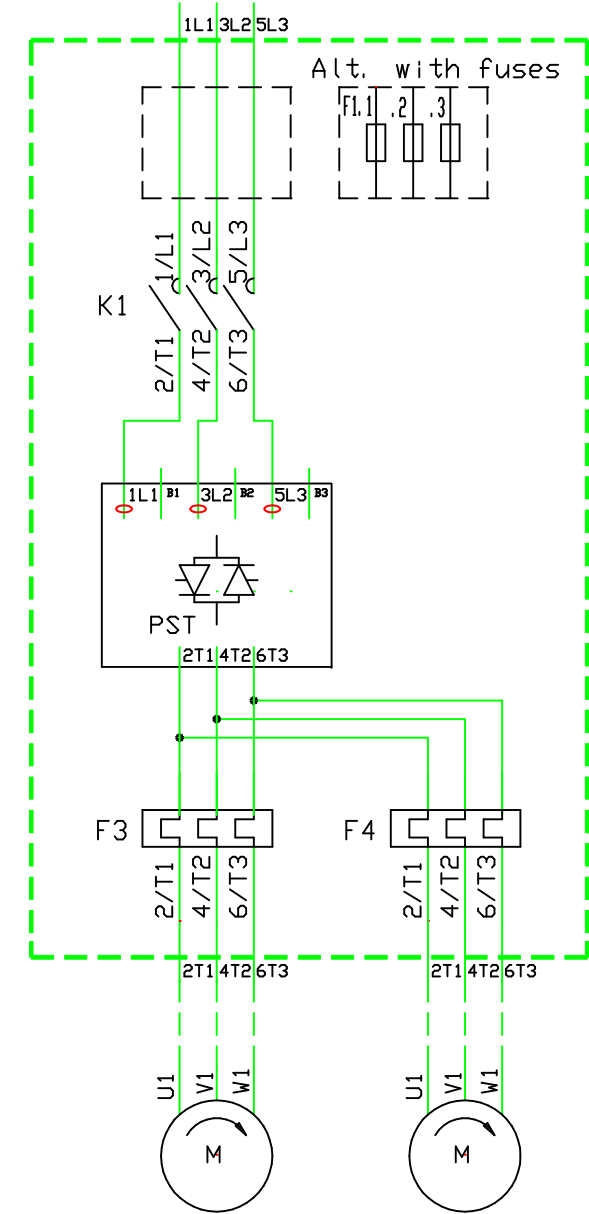 1L1 3L2 5L3
Alt. with fuses
F1.1 .2 .3
1/L1 3/L2 5/L3
K1
2/T1 4/T2 6/T3
1L1 B1 3L2 B2 5L3 B3
PST
2T1 4T2 6T3
F3 F4
2/T1 4/T2 6/T3 2/T1 4/T2 6/T3
2T1 4T2 6T3 2T1 4T2 6T3
U1 V1 W1 U1 V1 W1
M M